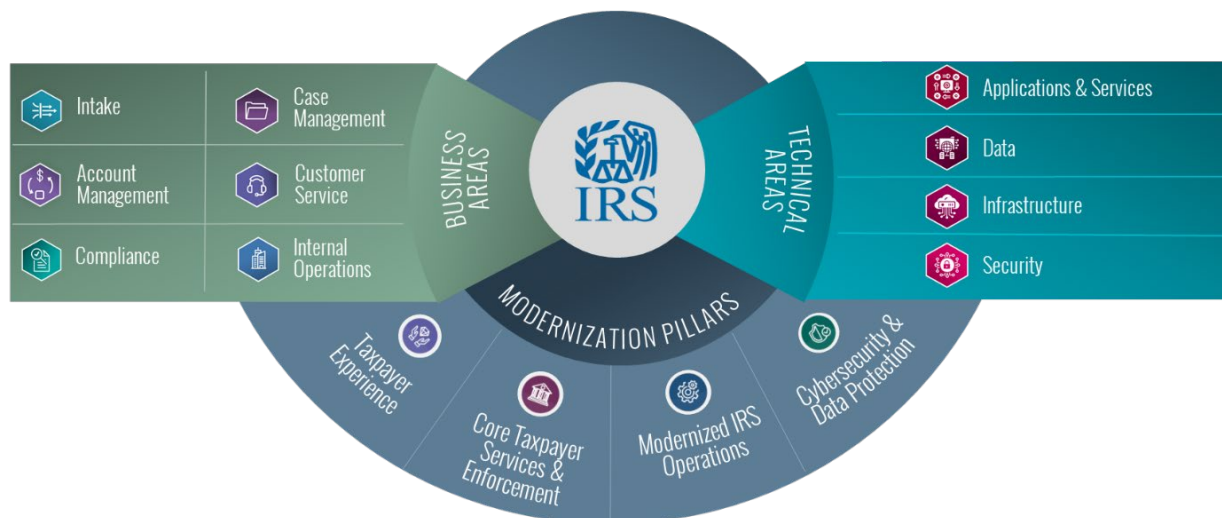 Intake
Case
Management
Account
Management
Customer
Service
Compliance
Internal
Operations
BUSINESS
AREAS
IRS
TECHNICAL
AREAS
Applications & Services
Data
Infrastructure
Security
MODERNIZATION PILLARS
Taxpayer
Experience
Core Taxpayer
Services &
Enforcement
Modernized IRS
Operations
Cybersecurity &
Data Protection